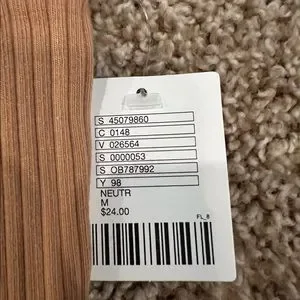 S 45079860
C 0148
V 026564
S 0000053
S OB787992
Y 98
NEUTR
M
$24.00
FL_8